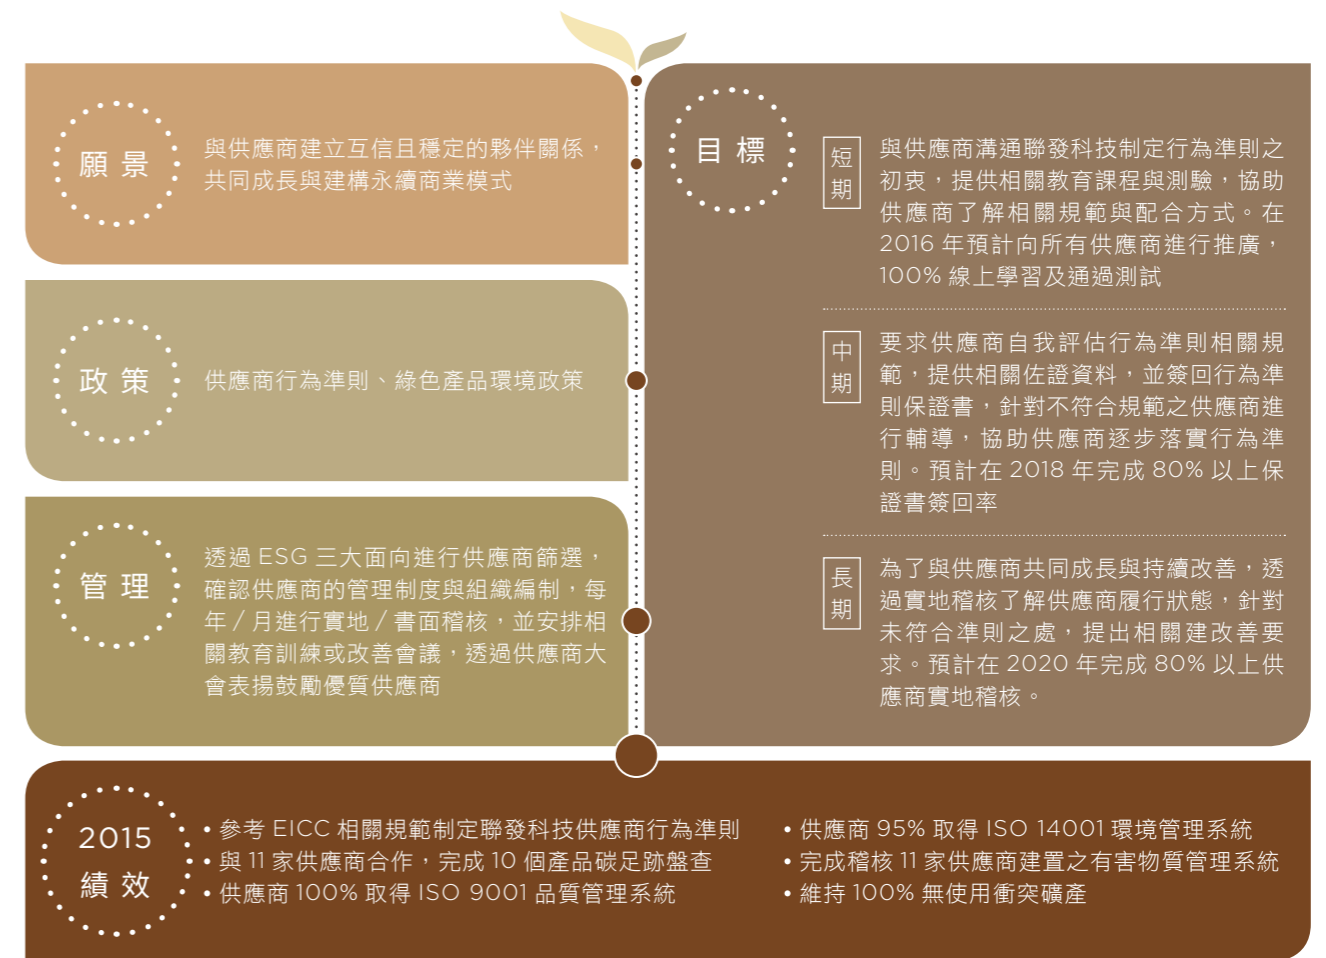 願景
與供應商建立互信且穩定的夥伴關係，
共同成長與建構永續商業模式
政策
供應商行為準則、綠色產品環境政策
管理
透過 ESG 三大面向進行供應商篩選，
確認供應商的管理制度與組織編制，每
年 / 月進行實地 / 書面稽核，並安排相
關教育訓練或改善會議，透過供應商大
會表揚鼓勵優質供應商
目標
短期
與供應商溝通聯發科技制定行為準則之
初衷，提供相關教育課程與測驗，協助
供應商了解相關規範與配合方式。在
2016 年預計向所有供應商進行推廣，
100% 線上學習及通過測試
中期
要求供應商自我評估行為準則相關規
範，提供相關佐證資料，並簽回行為準
則保證書，針對不符合規範之供應商進
行輔導，協助供應商逐步落實行為準
則。預計在 2018 年完成 80% 以上保
證書簽回率
長期
為了與供應商共同成長與持續改善，透
過實地稽核了解供應商履行狀態，針對
未符合準則之處，提出相關建改善要
求。預計在 2020 年完成 80% 以上供
應商實地稽核。
2015
績效
• 參考 EICC 相關規範制定聯發科技供應商行為準則
• 與 11 家供應商合作，完成 10 個產品碳足跡盤查
• 供應商 100% 取得 ISO 9001 品質管理系統
• 供應商 95% 取得 ISO 14001 環境管理系統
• 完成稽核 11 家供應商建置之有害物質管理系統
• 維持 100% 無使用衝突礦產